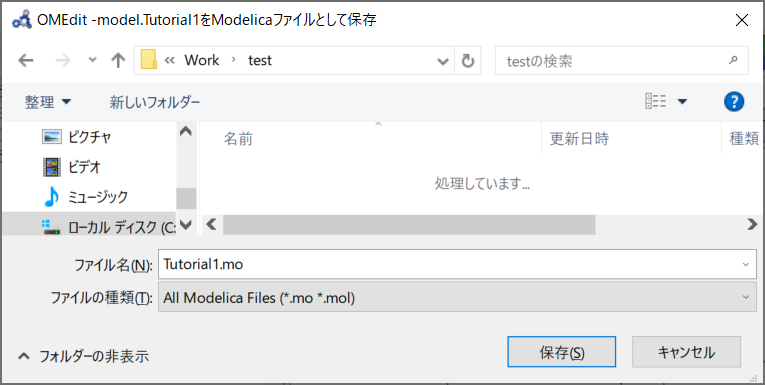 OMEdit -model.Tutorial1をModelicaファイルとして保存
« Work › test
testの検索
整理
新しいフォルダー
?
ピクチャ
ビデオ
ミュージック
ローカル ディスク (C:
名前
更新日時
種類
処理しています...
ファイル名(N):
Tutorial1.mo
ファイルの種類(T):
All Modelica Files (*.mo *.mol)
フォルダーの非表示
保存(S)
キャンセル